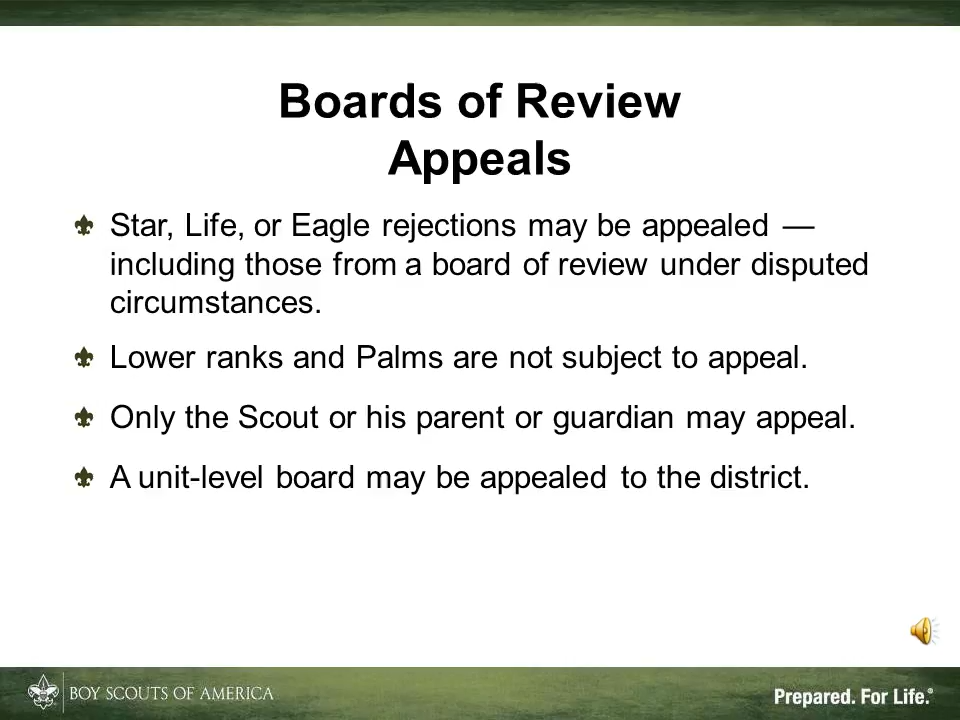 Boards of Review
Appeals
Star, Life, or Eagle rejections may be appealed —
including those from a board of review under disputed
circumstances.
Lower ranks and Palms are not subject to appeal.
Only the Scout or his parent or guardian may appeal.
A unit-level board may be appealed to the district.
BOY SCOUTS OF AMERICA
Prepared. For Life.®